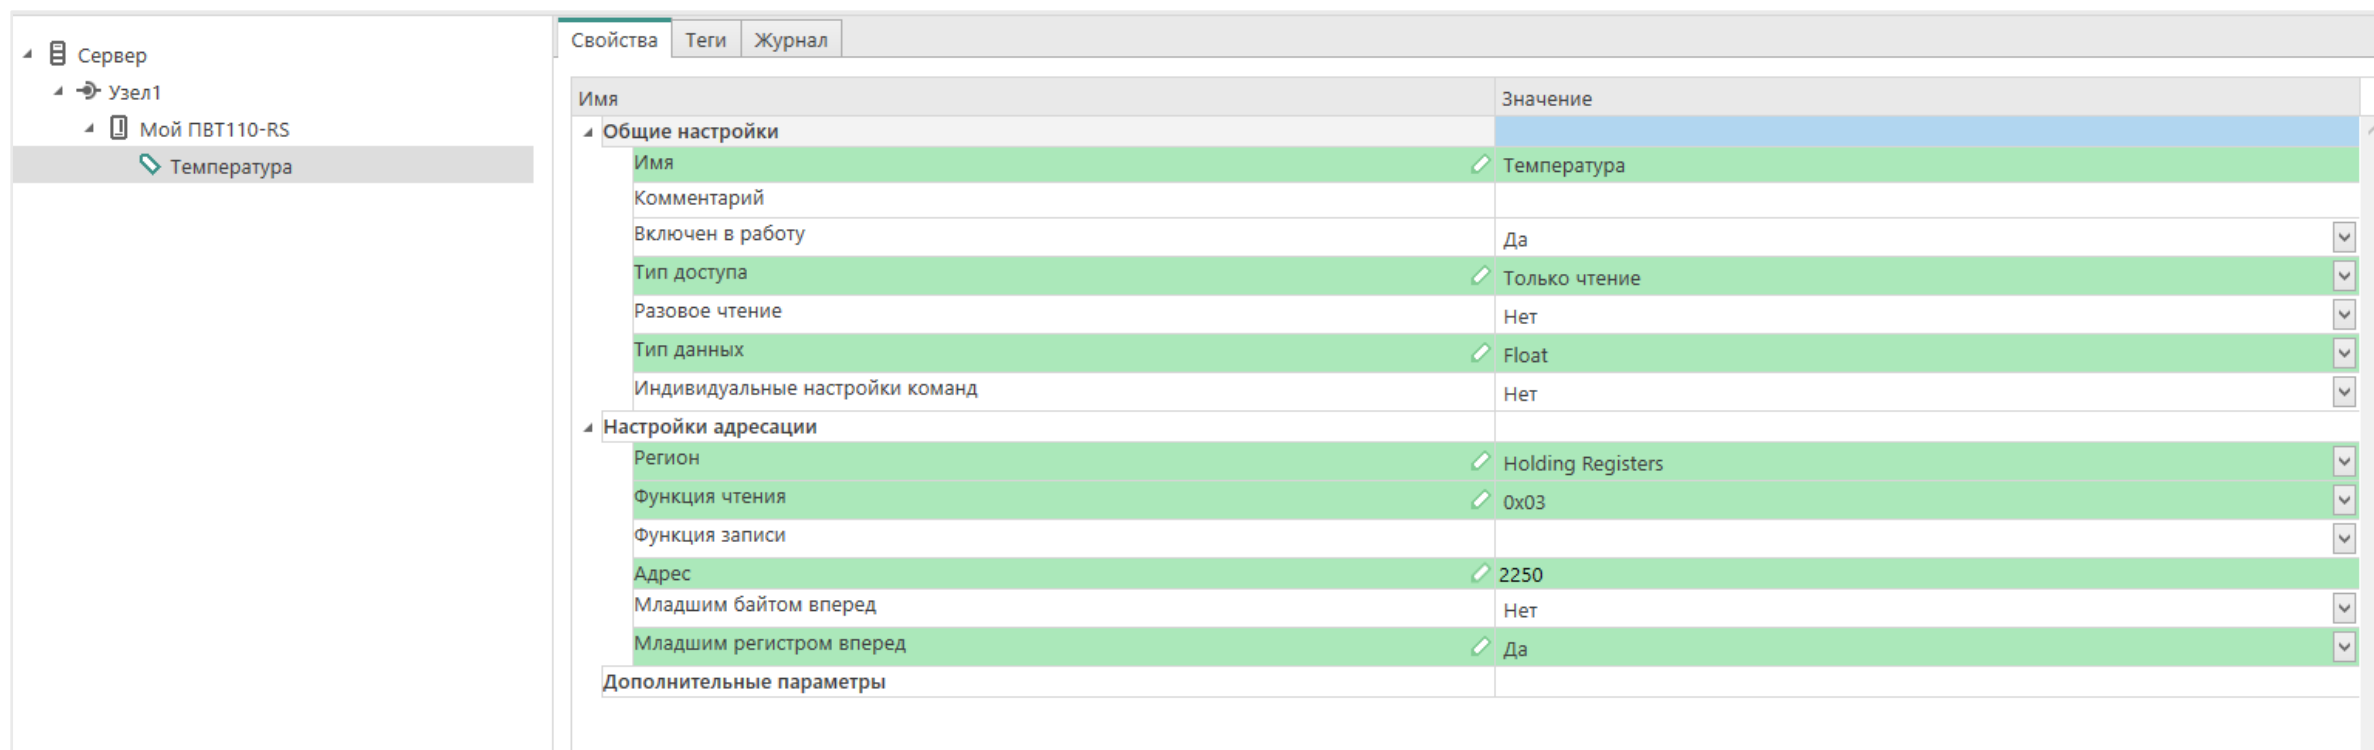 Сервер
Узел1
Мой ПВТ110-RS
Температура
Свойства Теги Журнал
Имя Значение
Общие настройки
Имя Температура
Комментарий
Включен в работу Да
Тип доступа Только чтение
Разовое чтение Нет
Тип данных Float
Индивидуальные настройки команд Нет
Настройки адресации
Регион Holding Registers
Функция чтения 0x03
Функция записи
Адрес 2250
Младшим байтом вперед Нет
Младшим регистром вперед Да
Дополнительные параметры